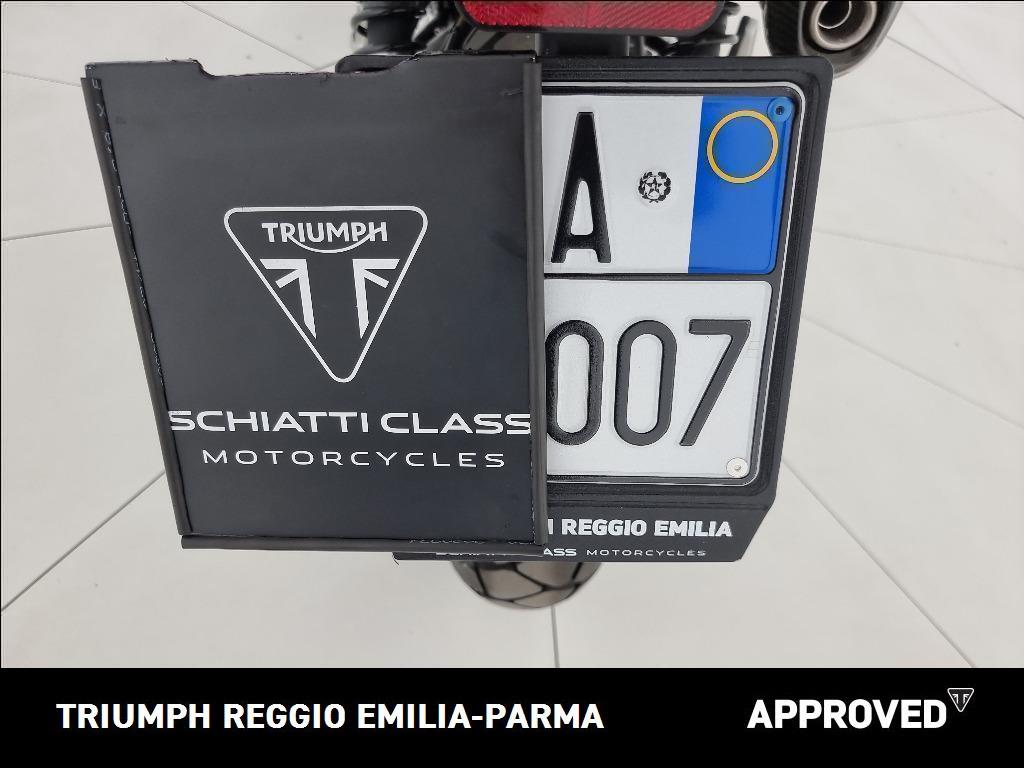 TRIUMPH
SCHIATTI CLASS
MOTORCYCLES
A
007
REGGIO EMILIA
MOTORCYCLES
TRIUMPH REGGIO EMILIA-PARMA
APPROVED